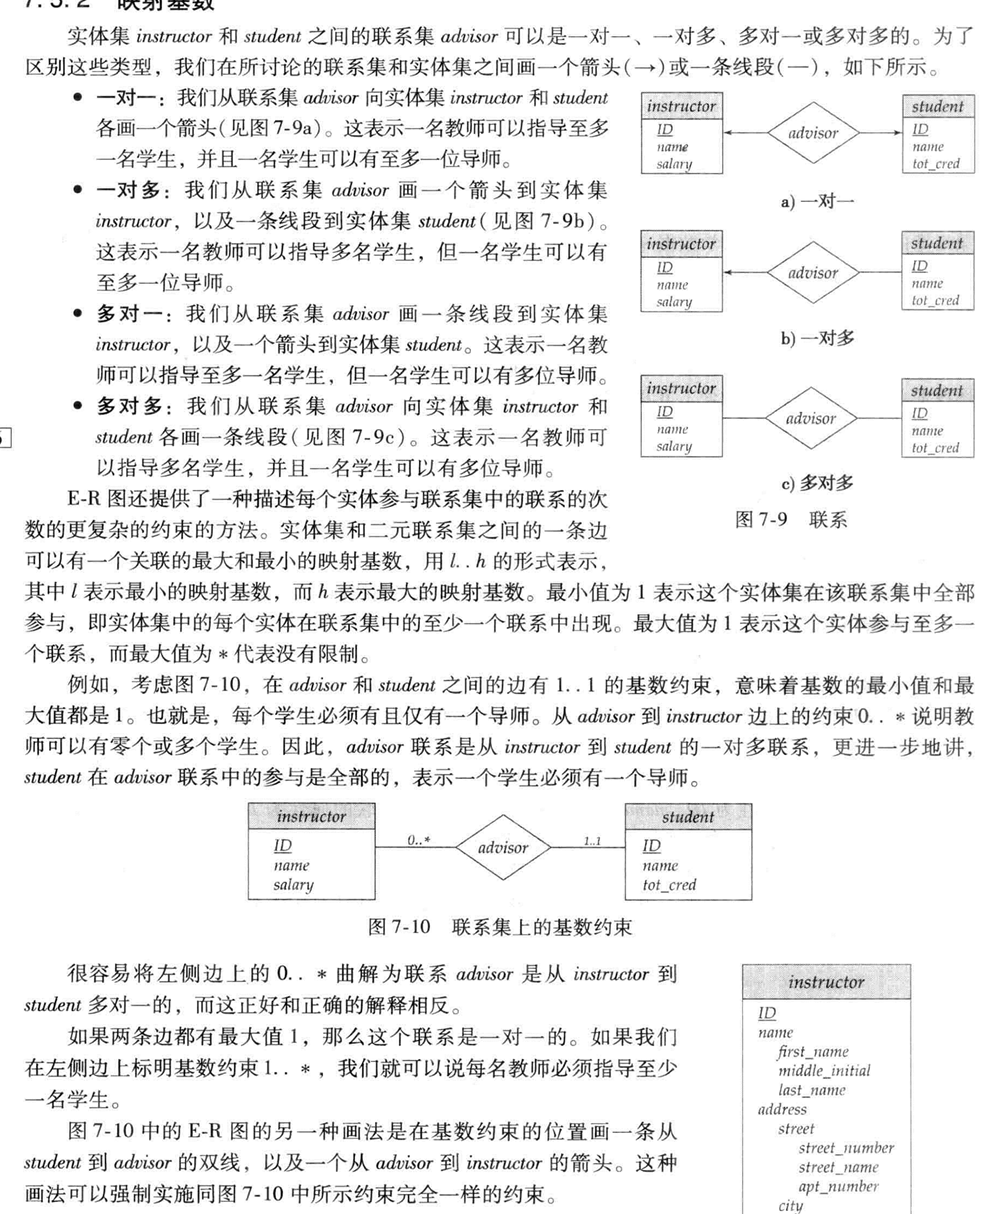 7.5.2 映射基数
实体集 instructor 和 student 之间的联系集 advisor 可以是一对一、一对多、多对一或多对多的。为了
区别这些类型，我们在所讨论的联系集和实体集之间画一个箭头(→)或一条线段(—)，如下所示。
• 一对一：我们从联系集 advisor 向实体集 instructor 和 student
各画一个箭头(见图 7-9a)。这表示一名教师可以指导至多
一名学生，并且一名学生可以有至多一位导师。
• 一对多：我们从联系集 advisor 画一个箭头到实体集
instructor，以及一条线段到实体集 student(见图 7-9b)。
这表示一名教师可以指导多名学生，但一名学生可以有
至多一位导师。
• 多对一：我们从联系集 advisor 画一条线段到实体集
instructor，以及一个箭头到实体集 student。这表示一名教
师可以指导至多一名学生，但一名学生可以有多位导师。
• 多对多：我们从联系集 advisor 向实体集 instructor 和
student 各画一条线段(见图 7-9c)。这表示一名教师可
以指导多名学生，并且一名学生可以有多位导师。
instructor
ID
name
salary
advisor
student
ID
name
tot_cred
a) 一对一
instructor
ID
name
salary
advisor
student
ID
name
tot_cred
b) 一对多
instructor
ID
name
salary
advisor
student
ID
name
tot_cred
c) 多对多
图 7-9 联系
E-R 图还提供了一种描述每个实体参与联系集中的联系的次
数的更复杂的约束的方法。实体集和二元联系集之间的一条边
可以有一个关联的最大和最小的映射基数，用 l..h 的形式表示，
其中 l 表示最小的映射基数，而 h 表示最大的映射基数。最小值为 1 表示这个实体集在该联系集中全部
参与，即实体集中的每个实体在联系集中的至少一个联系中出现。最大值为 1 表示这个实体参与至多一
个联系，而最大值为 * 代表没有限制。
例如，考虑图 7-10，在 advisor 和 student 之间的边有 1..1 的基数约束，意味着基数的最小值和最
大值都是 1。也就是，每个学生必须有且仅有一个导师。从 advisor 到 instructor 边上的约束 0..* 说明教
师可以有零个或多个学生。因此，advisor 联系是从 instructor 到 student 的一对多联系，更进一步地讲，
student 在 advisor 联系中的参与是全部的，表示一个学生必须有一个导师。
instructor
ID
name
salary
0..*
advisor
1..1
student
ID
name
tot_cred
图 7-10 联系集上的基数约束
很容易将左侧边上的 0..* 曲解为联系 advisor 是从 instructor 到
student 多对一的，而这正好和正确的解释相反。
如果两条边都有最大值 1，那么这个联系是一对一的。如果我们
在左侧边上标明基数约束 1..*，我们就可以说每名教师必须指导至少
一名学生。
图 7-10 中的 E-R 图的另一种画法是在基数约束的位置画一条从
student 到 advisor 的双线，以及一个从 advisor 到 instructor 的箭头。这种
画法可以强制实施同图 7-10 中所示约束完全一样的约束。
instructor
ID
name
first_name
middle_initial
last_name
address
street
street_number
street_name
apt_number
city